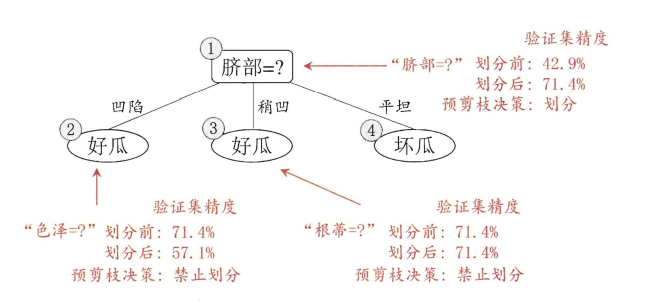 验证集精度
①
脐部=?
“脐部=?” 划分前: 42.9%
划分后: 71.4%
预剪枝决策: 划分
凹陷
稍凹
平坦
②
好瓜
③
好瓜
④
坏瓜
验证集精度
“色泽=?” 划分前: 71.4%
划分后: 57.1%
预剪枝决策: 禁止划分
验证集精度
“根蒂=?” 划分前: 71.4%
划分后: 71.4%
预剪枝决策: 禁止划分